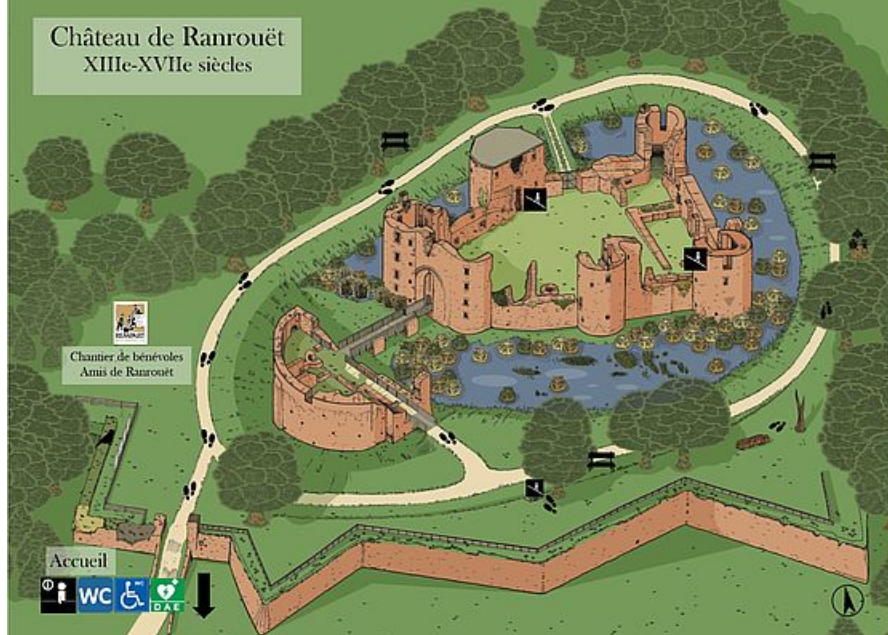 Château de Ranrouët
XIIIe-XVIIe siècles
Chantier de bénévoles
Amis de Ranrouët
Accueil
WC
DAE